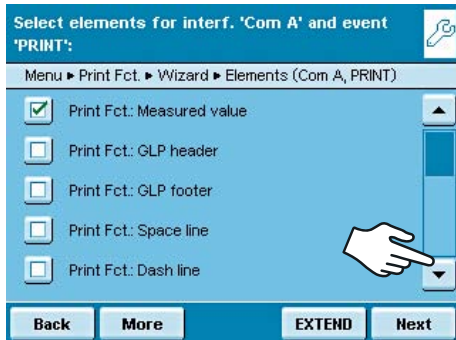 Select elements for interf. 'Com A' and event
'PRINT':
Menu ▸ Print Fct. ▸ Wizard ▸ Elements (Com A, PRINT)
Print Fct.: Measured value
Print Fct.: GLP header
Print Fct.: GLP footer
Print Fct.: Space line
Print Fct.: Dash line
Back More EXTEND Next